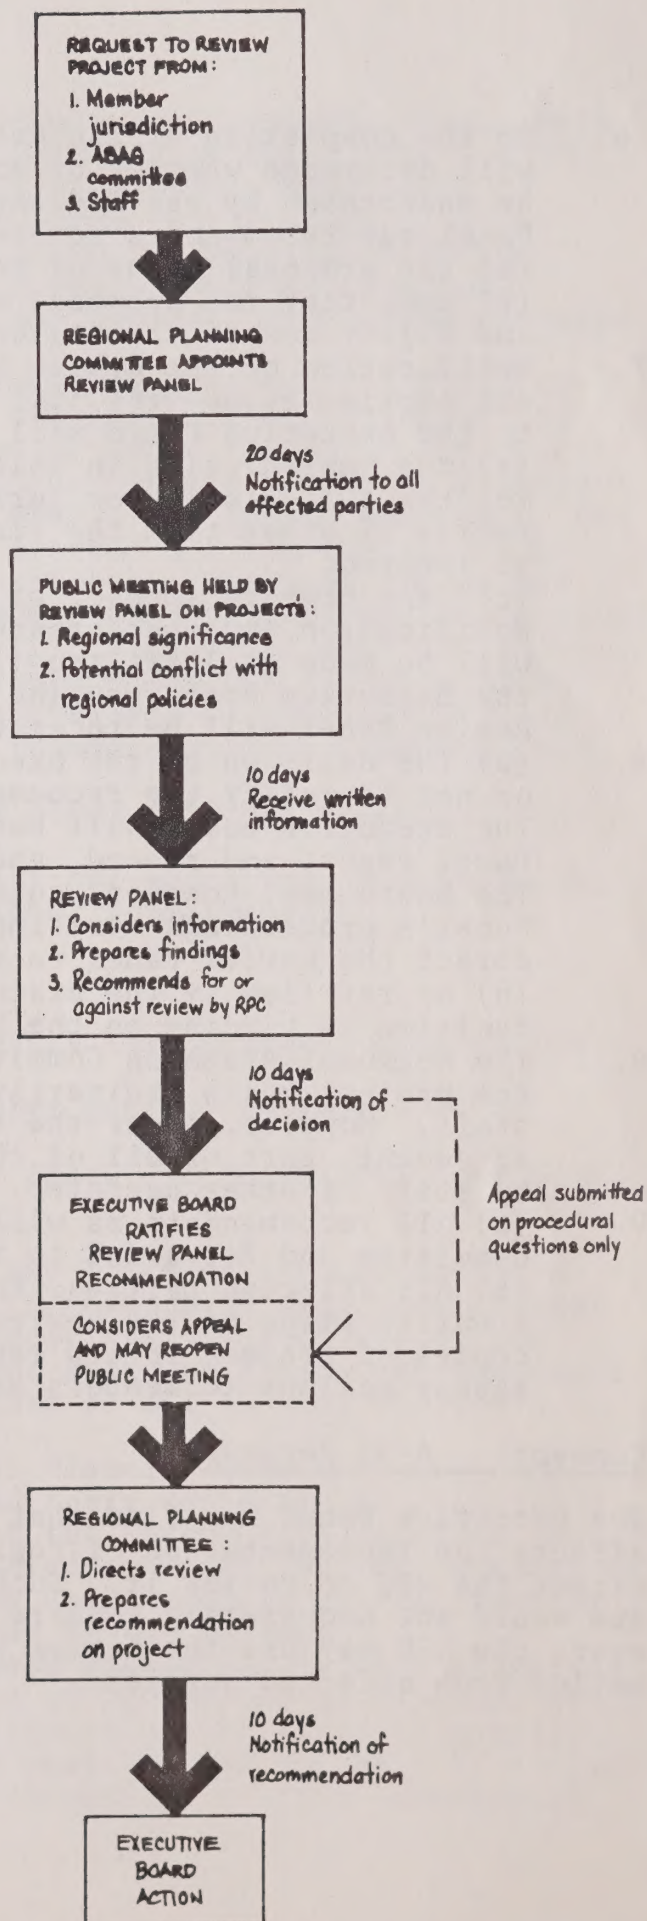 REQUEST TO REVIEW
PROJECT FROM:
1. Member
jurisdiction
2. ABAG
committee
3. Staff
REGIONAL PLANNING
COMMITTEE APPOINTS
REVIEW PANEL
20 days
Notification to all
affected parties
PUBLIC MEETING HELD BY
REVIEW PANEL ON PROJECTS:
1. Regional significance
2. Potential conflict with
regional policies
10 days
Receive written
information
REVIEW PANEL:
1. Considers information
2. Prepares findings
3. Recommends for or
against review by RPC
10 days
Notification of
decision
Appeal submitted
on procedural
questions only
EXECUTIVE BOARD
RATIFIES
REVIEW PANEL
RECOMMENDATION
CONSIDERS APPEAL
AND MAY REOPEN
PUBLIC MEETING
REGIONAL PLANNING
COMMITTEE:
1. Directs review
2. Prepares
recommendation
on project
10 days
Notification of
recommendation
EXECUTIVE
BOARD
ACTION